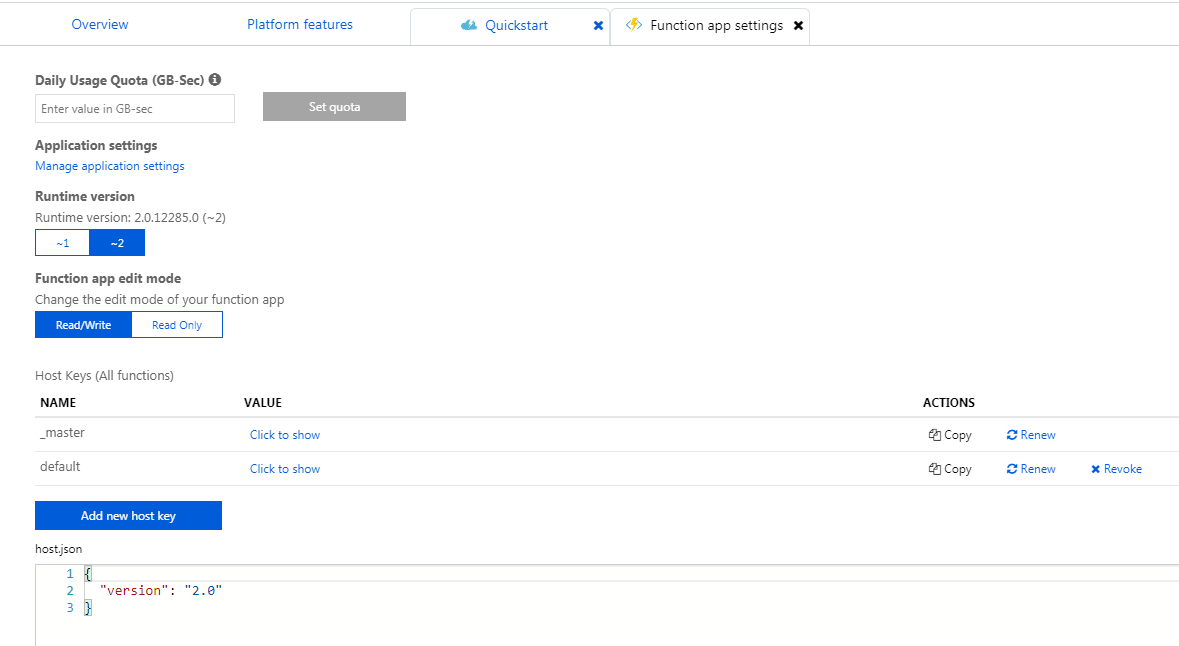 Overview Platform features Quickstart Function app settings
Daily Usage Quota (GB-Sec)
Enter value in GB-sec Set quota
Application settings
Manage application settings
Runtime version
Runtime version: 2.0.12285.0 (~2)
~1 ~2
Function app edit mode
Change the edit mode of your function app
Read/Write Read Only
Host Keys (All functions)
NAME VALUE ACTIONS
_master Click to show Copy Renew
default Click to show Copy Renew Revoke
Add new host key
host.json
1 {
2 "version": "2.0"
3 }